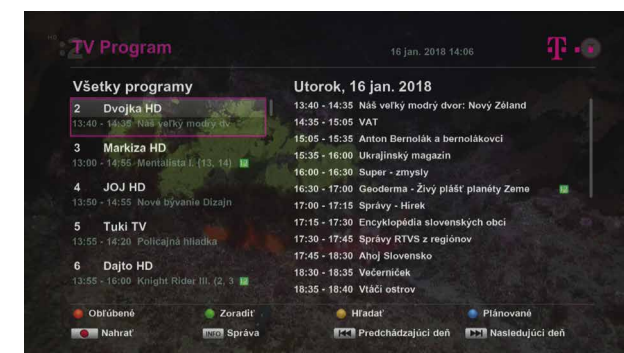 TV Program
16 jan. 2018 14:06
Všetky programy
2 Dvojka HD
13:40 - 14:35 Náš veľký modrý dv
3 Markiza HD
13:00 - 14:55 Mentalista I. (13, 14)
4 JOJ HD
13:50 - 14:55 Nové bývanie Dizajn
5 Tuki TV
13:55 - 14:20 Policajná hliadka
6 Dajto HD
13:55 - 16:00 Knight Rider III. (2, 3
Utorok, 16 jan. 2018
13:40 - 14:35 Náš veľký modrý dvor: Nový Zéland
14:35 - 15:05 VAT
15:05 - 15:35 Anton Bernolák a bernolákovci
15:35 - 16:00 Ukrajinský magazín
16:00 - 16:30 Super - zmysly
16:30 - 17:00 Geoderma - Živý plášť planéty Zeme
17:00 - 17:15 Správy - Hírek
17:15 - 17:30 Encyklopédia slovenských obcí
17:30 - 17:45 Správy RTVS z regiónov
17:45 - 18:30 Ahoj Slovensko
18:30 - 18:35 Večerníček
18:35 - 18:40 Vtáčí ostrov
Obľúbené
Zoradiť
Hľadať
Plánované
Nahrať
INFO Správa
Predchádzajúci deň
Nasledujúci deň